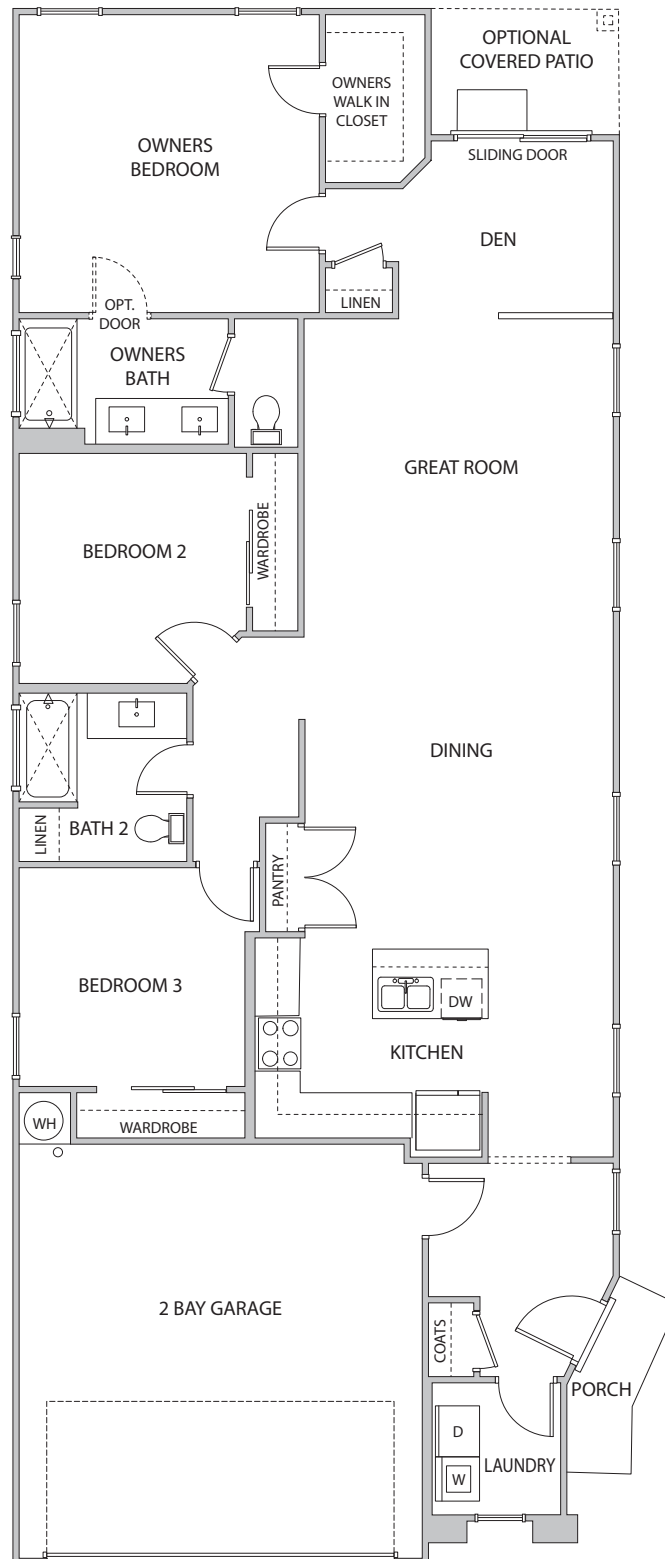 OPTIONAL
COVERED PATIO
OWNERS
WALK IN
CLOSET
OWNERS
BEDROOM
SLIDING DOOR
DEN
LINEN
OPT.
DOOR
OWNERS
BATH
GREAT ROOM
BEDROOM 2
WARDROBE
DINING
LINEN
BATH 2
PANTRY
BEDROOM 3
DW
KITCHEN
WH
WARDROBE
2 BAY GARAGE
COATS
PORCH
D
LAUNDRY
W